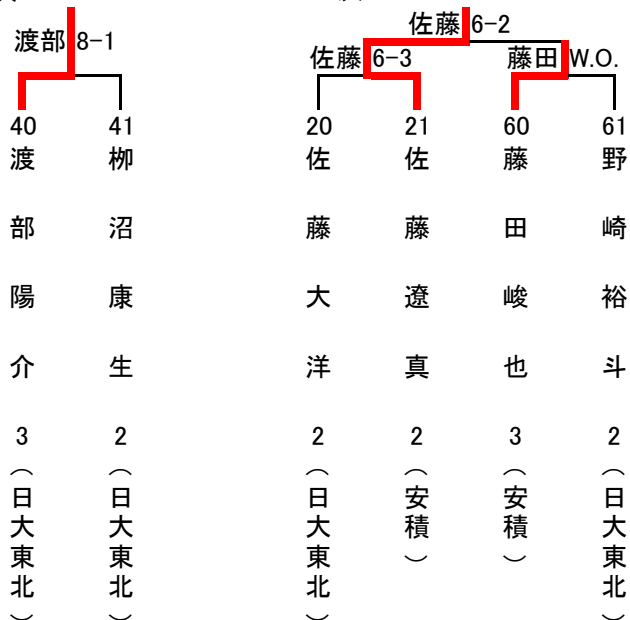 佐藤 6-2
渡部 8-1
佐藤 6-3
藤田 W.O.
40 41 20 21 60 61
渡部陽介 3 (日大東北)
栁沼康生 2 (日大東北)
佐藤大洋 2 (日大東北)
佐藤遼真 2 (安積)
藤田峻也 3 (安積)
野崎裕斗 2 (日大東北)